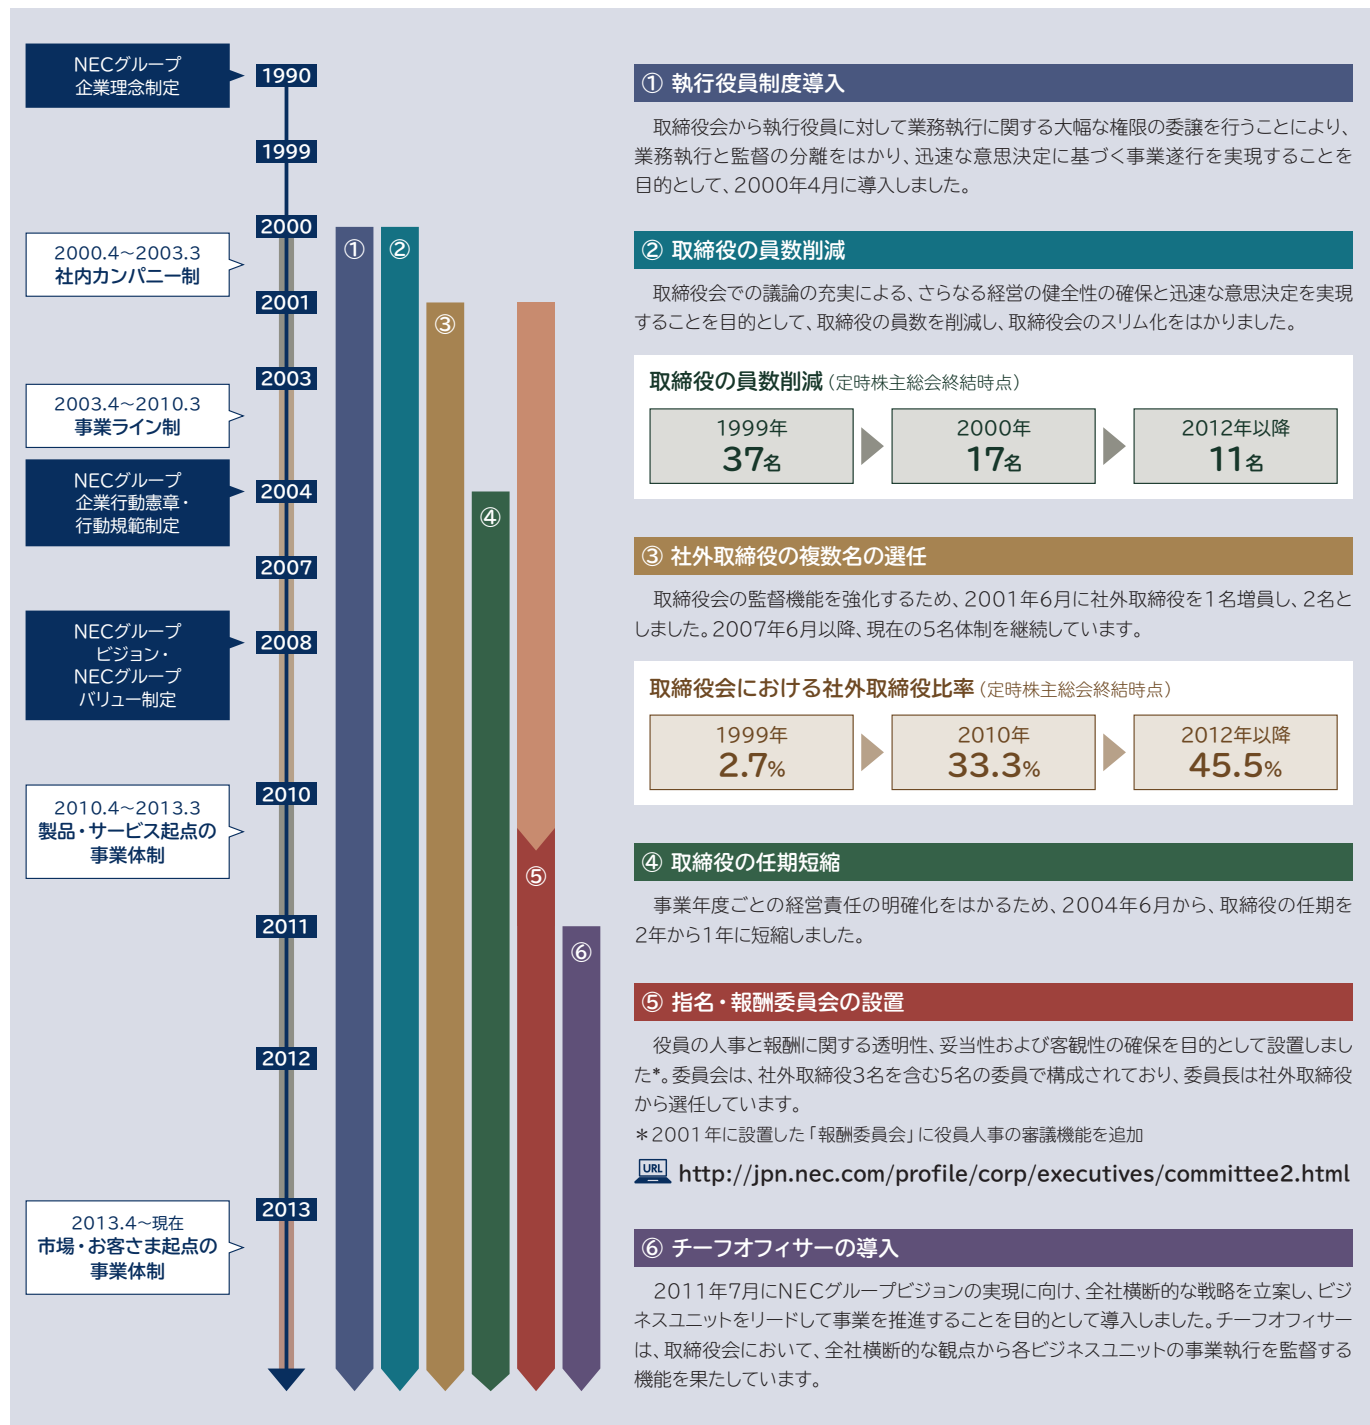 NECグループ
企業理念制定
1990
1999
2000
2000.4～2003.3
社内カンパニー制
2001
2003
2003.4～2010.3
事業ライン制
NECグループ
企業行動憲章・
行動規範制定
2004
2007
NECグループ
ビジョン・
NECグループ
バリュー制定
2008
2010
2010.4～2013.3
製品・サービス起点の
事業体制
2011
2012
2013
2013.4～現在
市場・お客さま起点の
事業体制
①
②
③
④
⑤
⑥
① 執行役員制度導入
取締役会から執行役員に対して業務執行に関する大幅な権限の委譲を行うことにより、
業務執行と監督の分離をはかり、迅速な意思決定に基づく事業遂行を実現することを
目的として、2000年4月に導入しました。
② 取締役の員数削減
取締役会での議論の充実による、さらなる経営の健全性の確保と迅速な意思決定を実現
することを目的として、取締役の員数を削減し、取締役会のスリム化をはかりました。
取締役の員数削減（定時株主総会終結時点）
1999年
37名
2000年
17名
2012年以降
11名
③ 社外取締役の複数名の選任
取締役会の監督機能を強化するため、2001年6月に社外取締役を1名増員し、2名と
しました。2007年6月以降、現在の5名体制を継続しています。
取締役会における社外取締役比率（定時株主総会終結時点）
1999年
2.7%
2010年
33.3%
2012年以降
45.5%
④ 取締役の任期短縮
事業年度ごとの経営責任の明確化をはかるため、2004年6月から、取締役の任期を
2年から1年に短縮しました。
⑤ 指名・報酬委員会の設置
役員の人事と報酬に関する透明性、妥当性および客観性の確保を目的として設置しまし
た*。委員会は、社外取締役3名を含む5名の委員で構成されており、委員長は社外取締役
から選任しています。
＊2001年に設置した「報酬委員会」に役員人事の審議機能を追加
URL http://jpn.nec.com/profile/corp/executives/committee2.html
⑥ チーフオフィサーの導入
2011年7月にNECグループビジョンの実現に向け、全社横断的な戦略を立案し、ビジ
ネスユニットをリードして事業を推進することを目的として導入しました。チーフオフィサー
は、取締役会において、全社横断的な観点から各ビジネスユニットの事業執行を監督する
機能を果たしています。